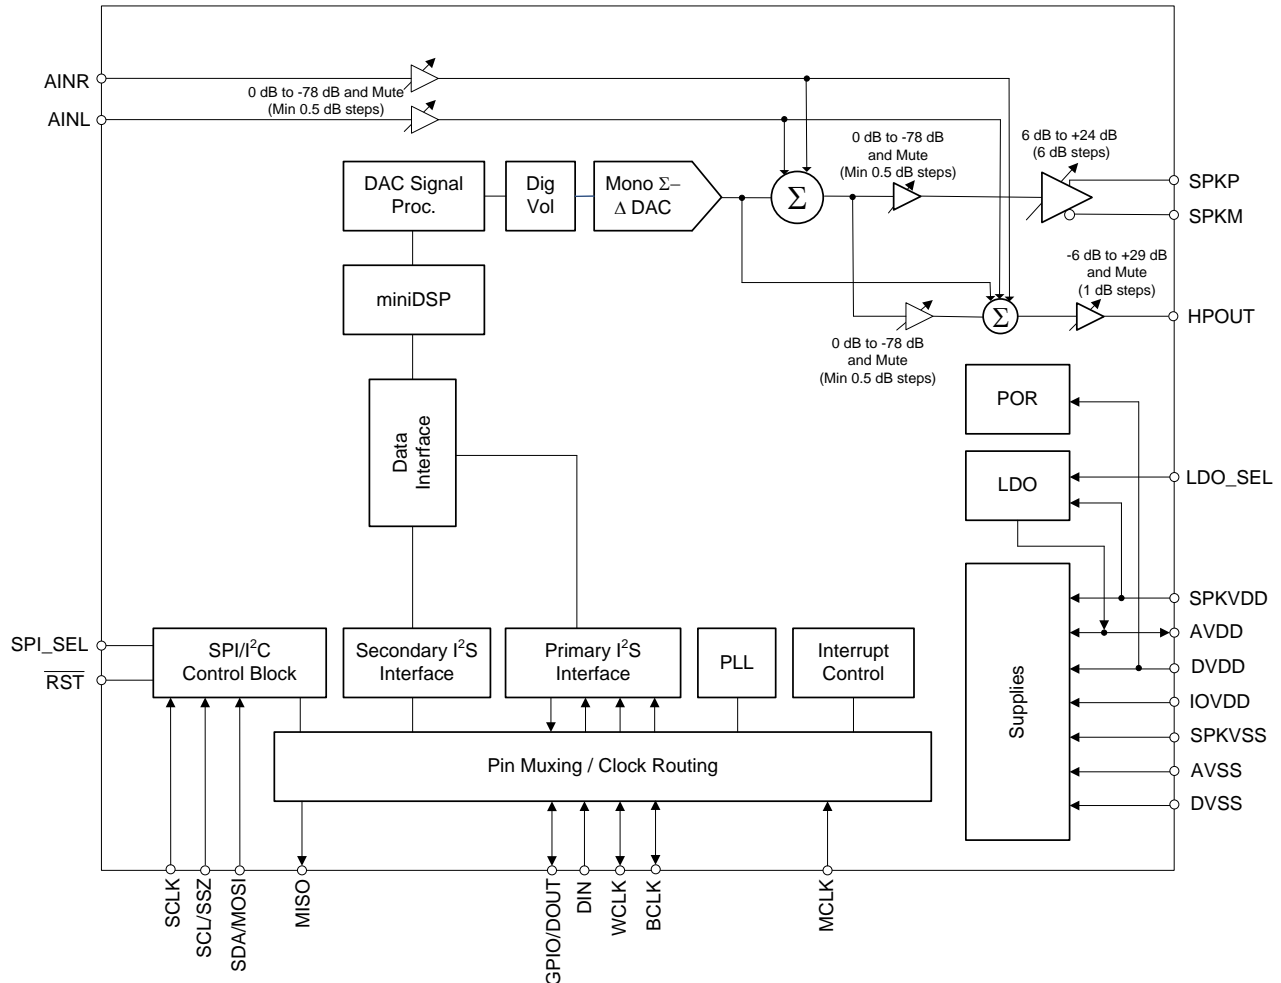 AINR
0 dB to -78 dB and Mute
(Min 0.5 dB steps)
AINL
0 dB to -78 dB
and Mute
(Min 0.5 dB steps)
6 dB to +24 dB
(6 dB steps)
DAC Signal
Proc.
Dig
Vol
Mono Σ–
Δ DAC
Σ
SPKP
SPKM
miniDSP
-6 dB to +29 dB
and Mute
(1 dB steps)
Σ
HPOUT
0 dB to -78 dB
and Mute
(Min 0.5 dB steps)
POR
Data
Interface
LDO
LDO_SEL
SPKVDD
AVDD
DVDD
IOVDD
SPKVSS
AVSS
DVSS
Supplies
SPI_SEL
RST
SPI/I²C
Control Block
Secondary I²S
Interface
Primary I²S
Interface
PLL
Interrupt
Control
Pin Muxing / Clock Routing
SCLK
SCL/SSZ
SDA/MOSI
MISO
GPIO/DOUT
DIN
WCLK
BCLK
MCLK